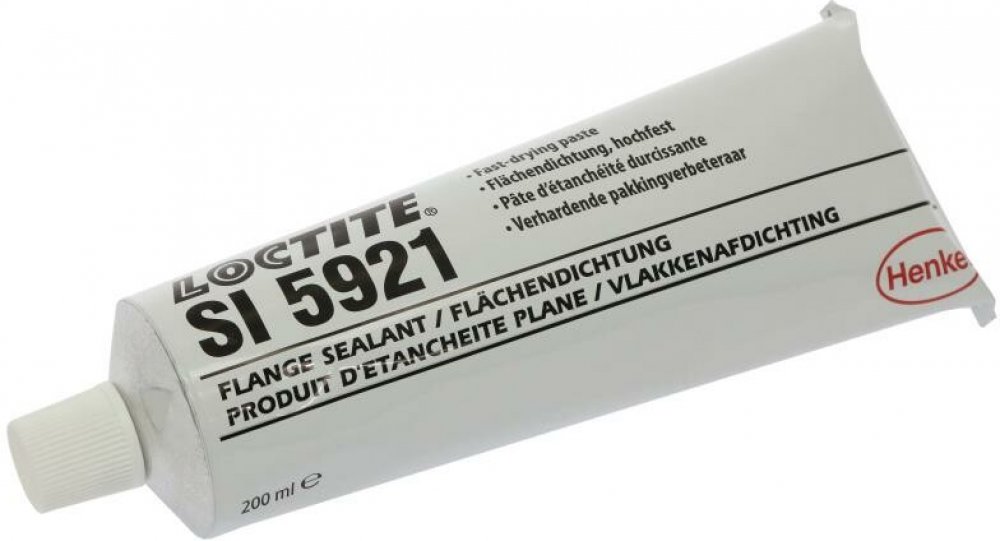 LOCTITE®
SI 5921
• Fast-drying paste
• Flächendichtung, hochfest
• Pâte d'étanchéité durcissante
• Verhardende pakkingverbeteraar
FLANGE SEALANT / FLÄCHENDICHTUNG
PRODUIT D'ETANCHEITE PLANE / VLAKKENAFDICHTING
Henke
200 ml ℮